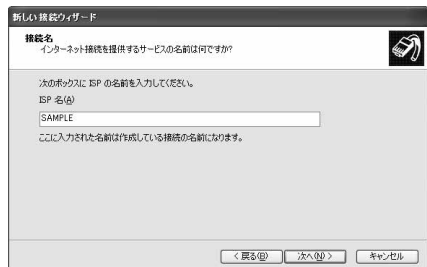 新しい接続ウィザード
接続名
インターネット接続を提供するサービスの名前は何ですか?
次のボックスに ISP の名前を入力してください。
ISP 名(A)
SAMPLE
ここに入力された名前は作成している接続の名前になります。
< 戻る(B)
次へ(N) >
キャンセル